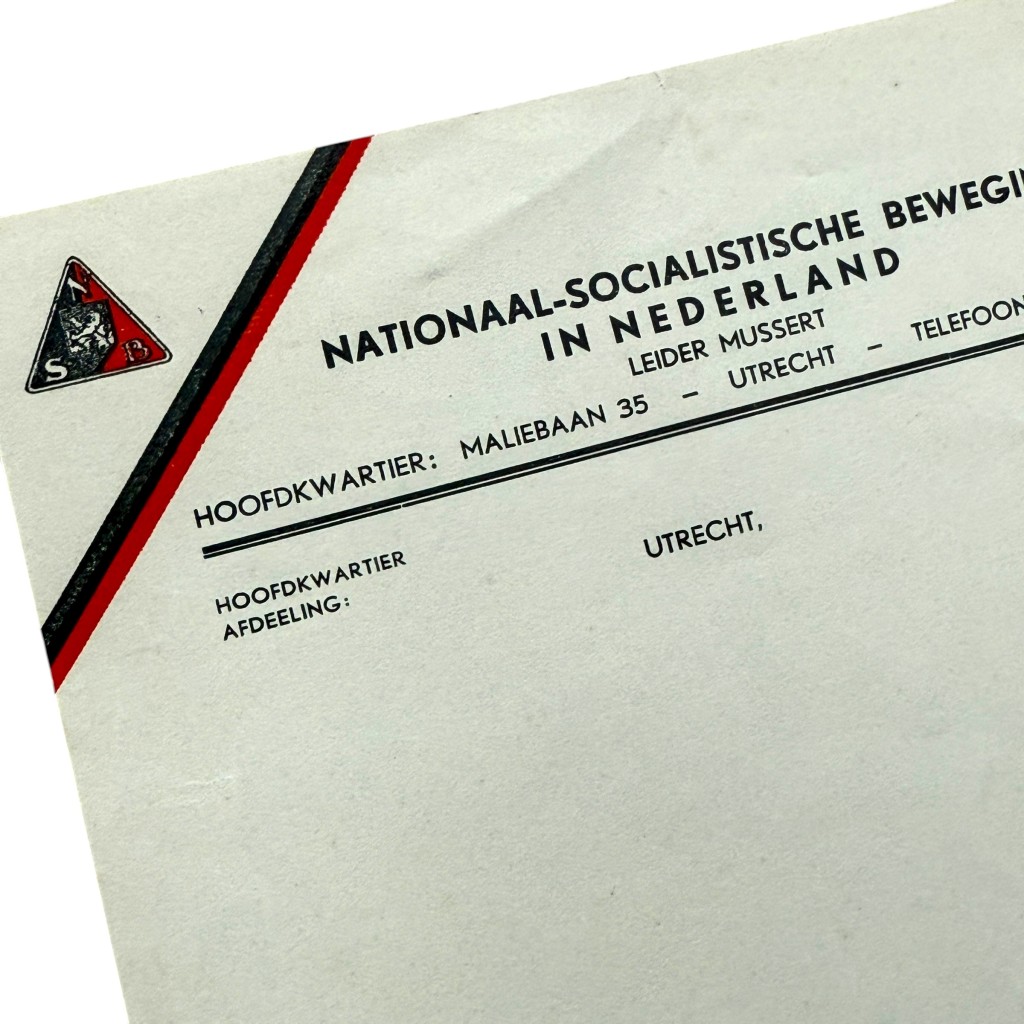 N
S B
NATIONAAL-SOCIALISTISCHE BEWEGI
IN NEDERLAND
LEIDER MUSSERT
HOOFDKWARTIER: MALIEBAAN 35 – UTRECHT – TELEFOON
HOOFDKWARTIER
AFDEELING:
UTRECHT,